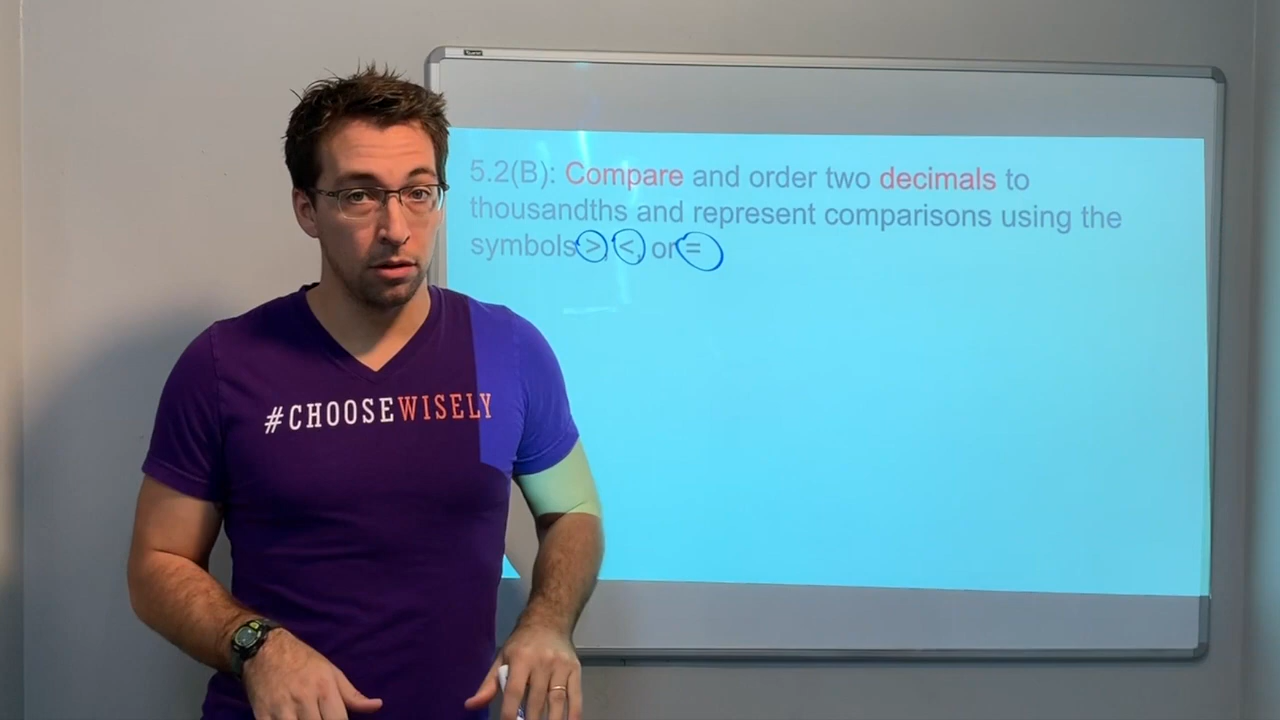 5.2(B): Compare and order two decimals to
thousandths and represent comparisons using the
symbols >, <, or =
#CHOOSEWISELY